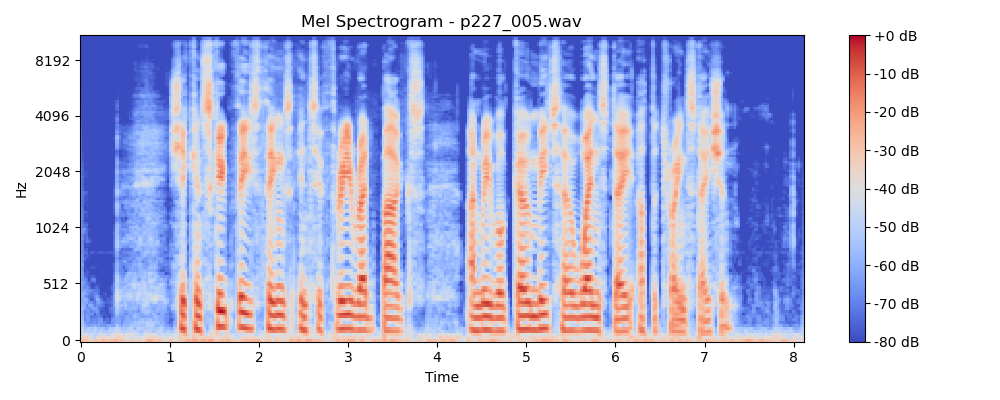 Mel Spectrogram - p227_005.wav
Hz
8192
4096
2048
1024
512
0
0 1 2 3 4 5 6 7 8
Time
+0 dB
-10 dB
-20 dB
-30 dB
-40 dB
-50 dB
-60 dB
-70 dB
-80 dB